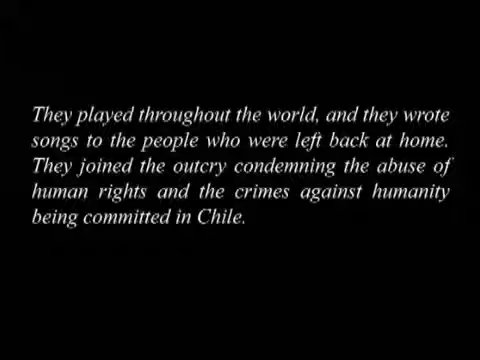 They played throughout the world, and they wrote
songs to the people who were left back at home.
They joined the outcry condemning the abuse of
human rights and the crimes against humanity
being committed in Chile.